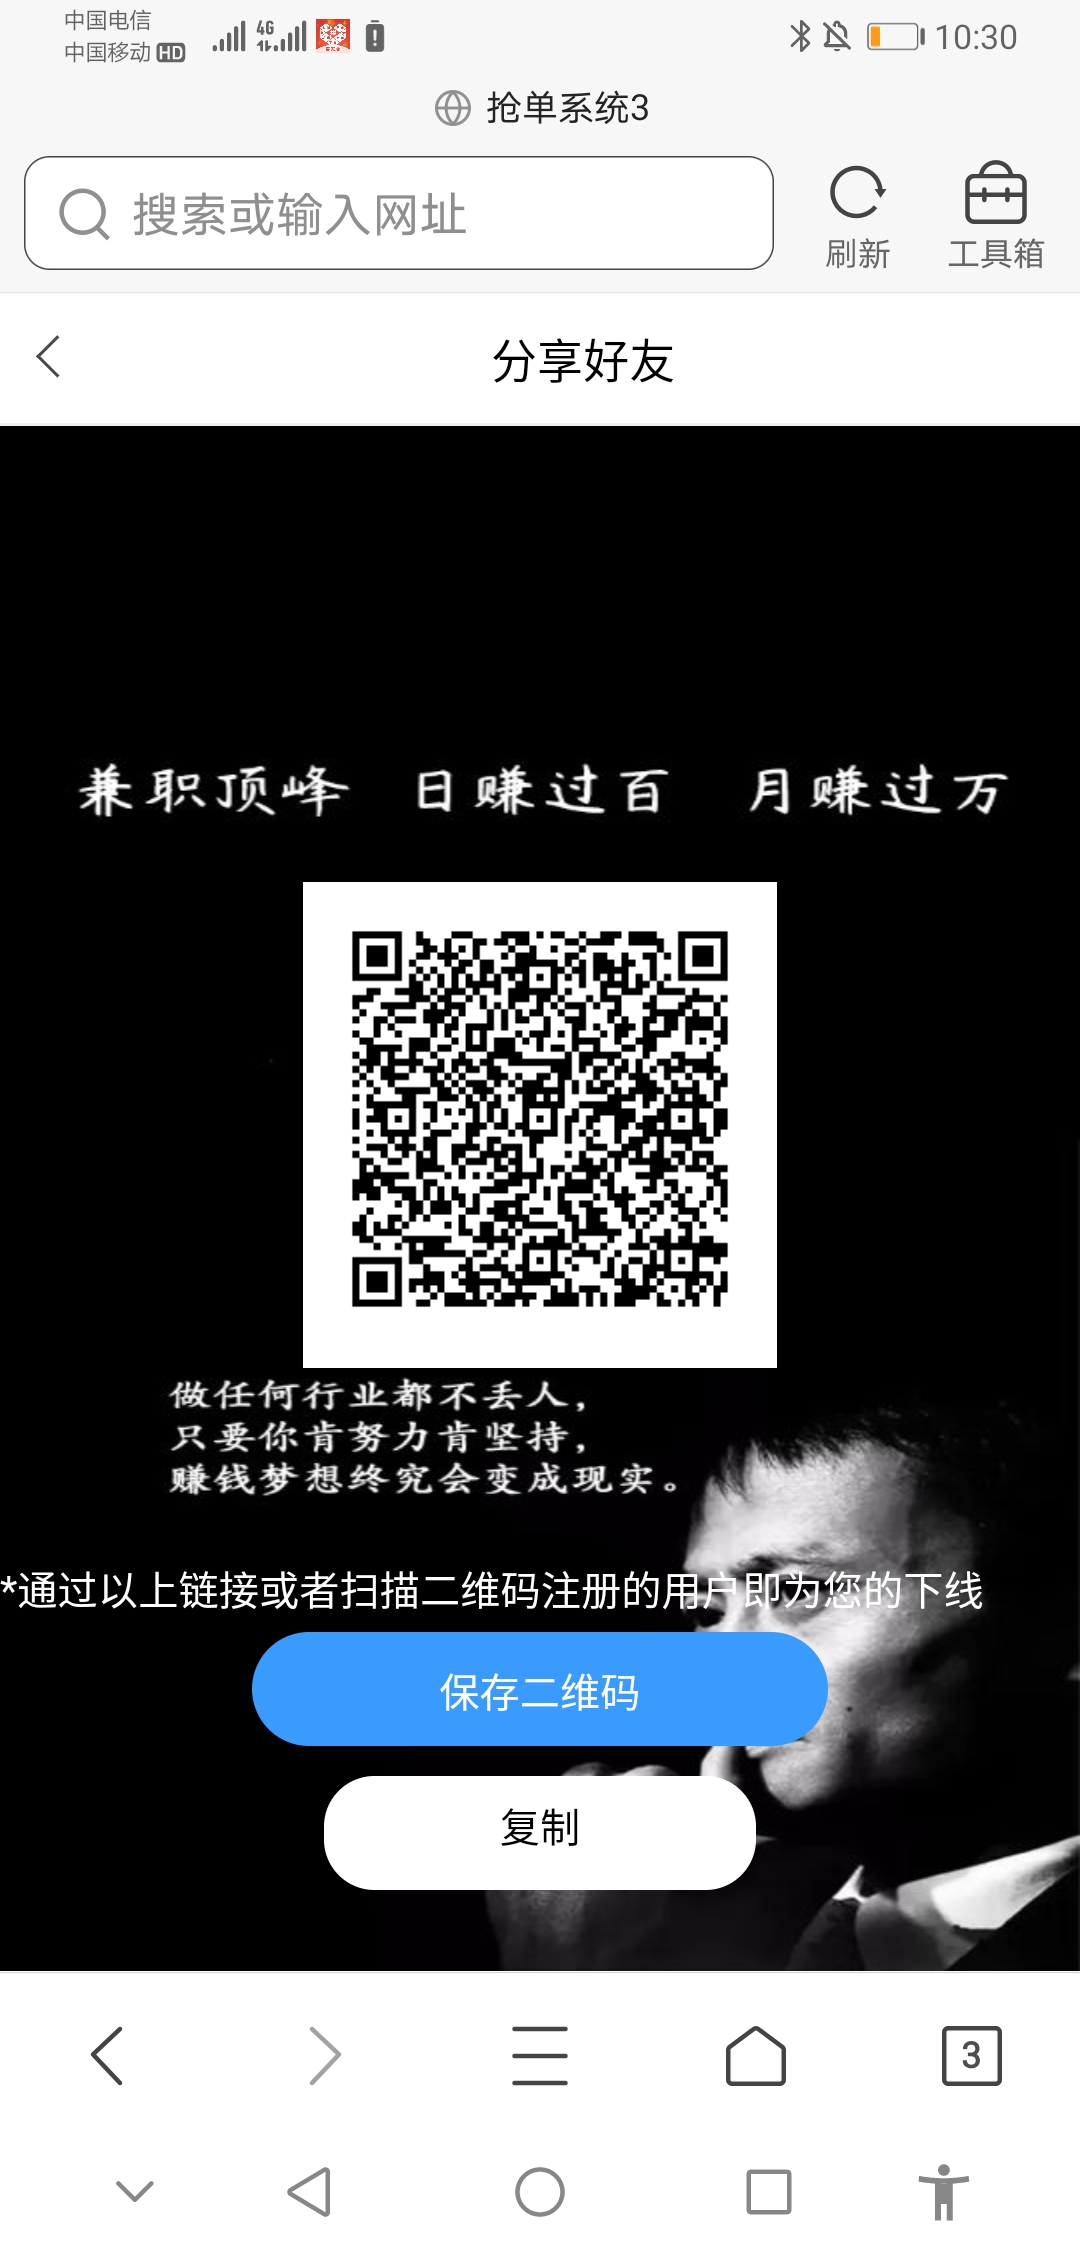 中国电信
中国移动 HD
4G
10:30
抢单系统3
搜索或输入网址
刷新
工具箱
分享好友
兼职顶峰 日赚过百 月赚过万
做任何行业都不丢人，
只要你肯努力肯坚持，
赚钱梦想终究会变成现实。
*通过以上链接或者扫描二维码注册的用户即为您的下线
保存二维码
复制
3